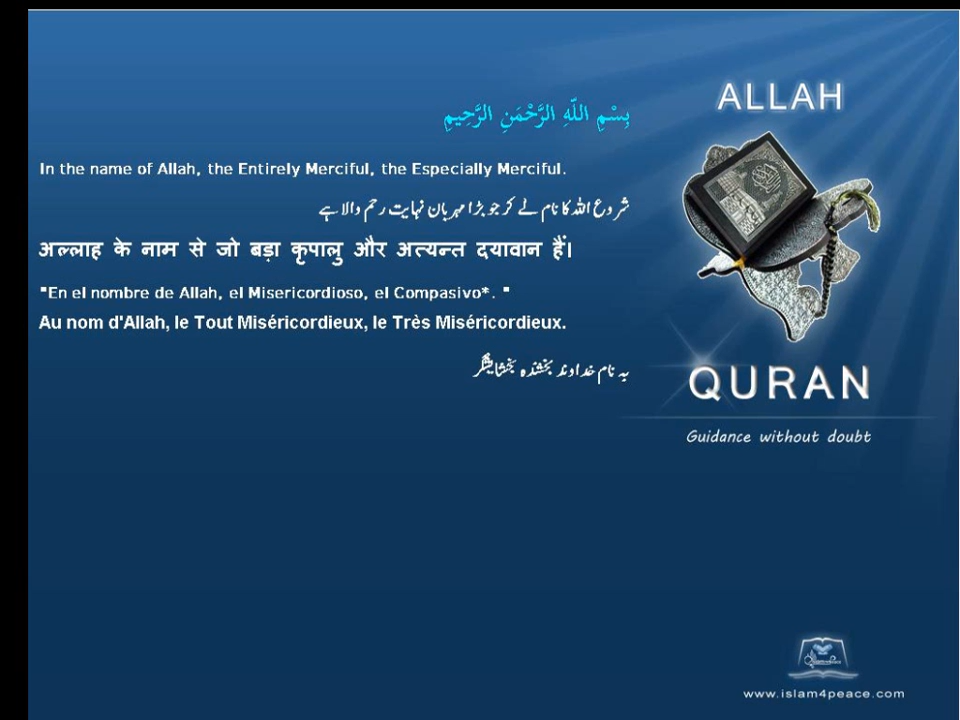 بِسْمِ اللَّهِ الرَّحْمَنِ الرَّحِيمِ
In the name of Allah, the Entirely Merciful, the Especially Merciful.
شروع الله کا نام لے کر جو بڑا مہربان نہایت رحم والا ہے
अल्लाह के नाम से जो बड़ा कृपालु और अत्यन्त दयावान हैं।
"En el nombre de Allah, el Misericordioso, el Compasivo*. "
Au nom d'Allah, le Tout Miséricordieux, le Très Miséricordieux.
به نام خداوند بخشنده بخشایشگر
ALLAH
QURAN
Guidance without doubt
www.islam4peace.com